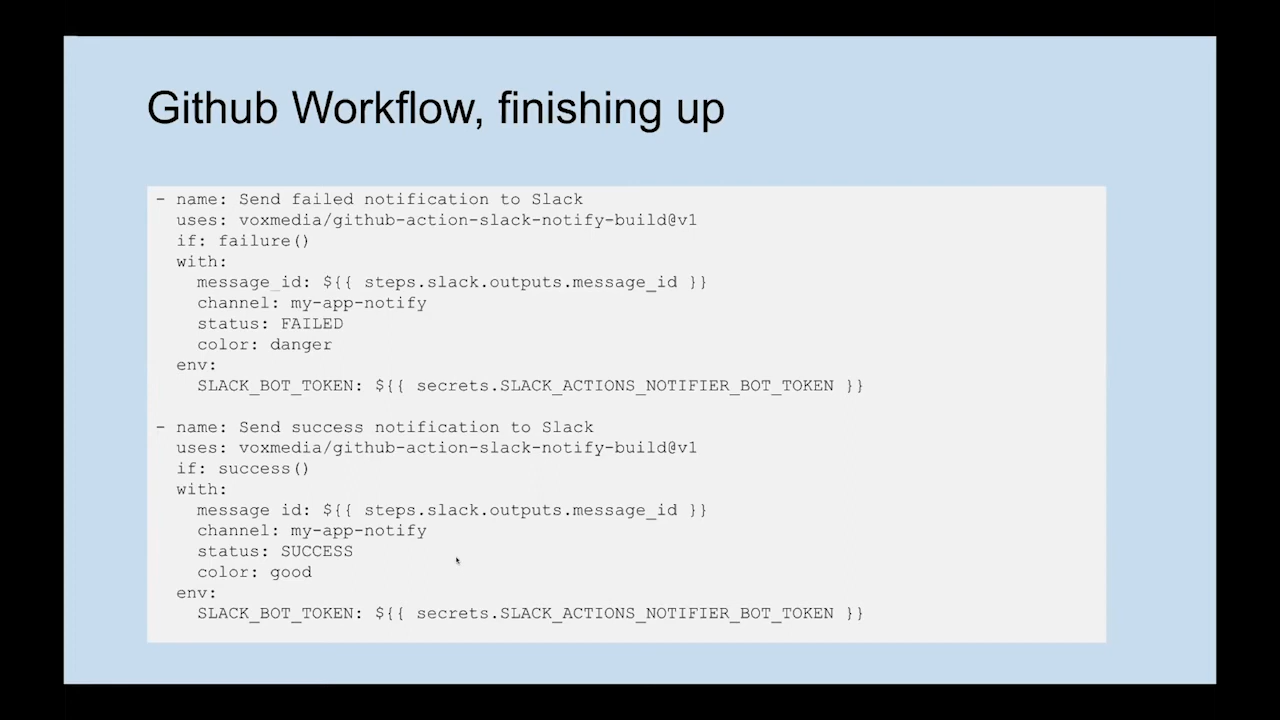 Github Workflow, finishing up
- name: Send failed notification to Slack
uses: voxmedia/github-action-slack-notify-build@v1
if: failure()
with:
message_id: ${{ steps.slack.outputs.message_id }}
channel: my-app-notify
status: FAILED
color: danger
env:
SLACK_BOT_TOKEN: ${{ secrets.SLACK_ACTIONS_NOTIFIER_BOT_TOKEN }}
- name: Send success notification to Slack
uses: voxmedia/github-action-slack-notify-build@v1
if: success()
with:
message id: ${{ steps.slack.outputs.message_id }}
channel: my-app-notify
status: SUCCESS
color: good
env:
SLACK_BOT_TOKEN: ${{ secrets.SLACK_ACTIONS_NOTIFIER_BOT_TOKEN }}